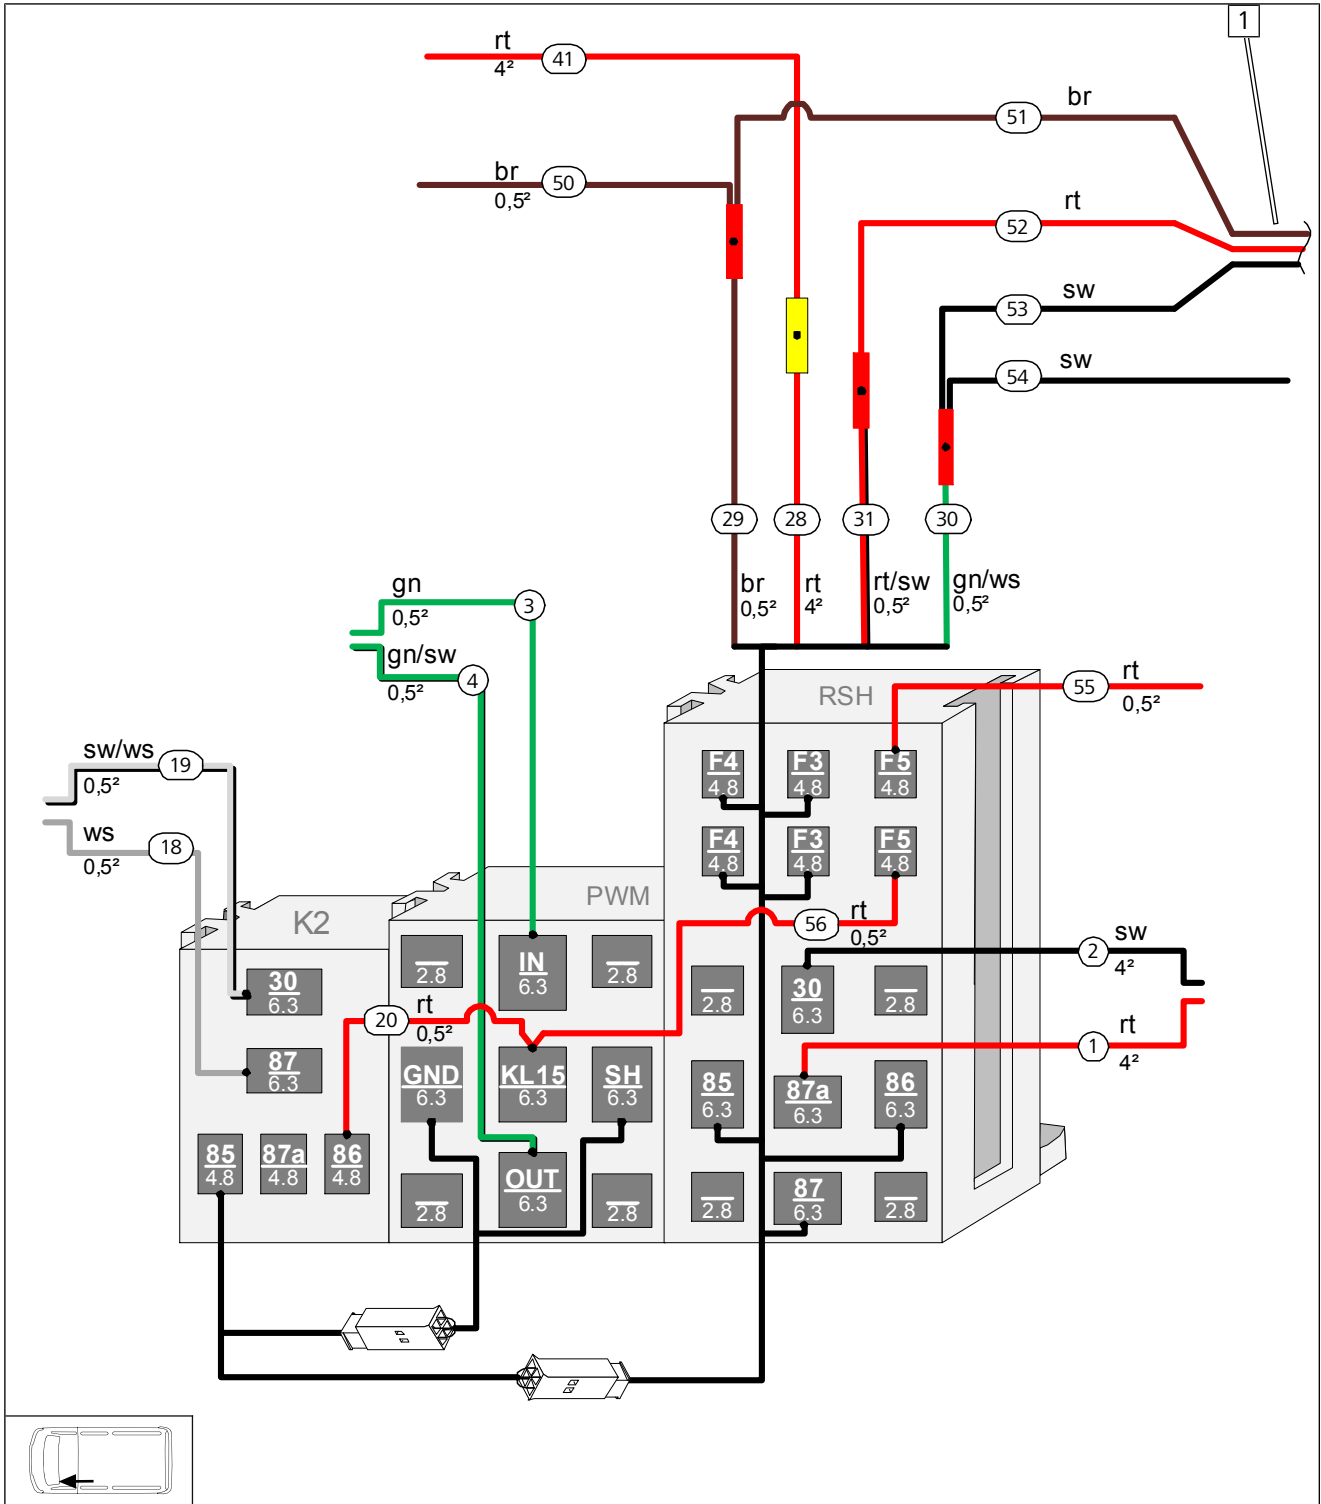 1
rt
4²
41
br
51
br
0,5²
50
rt
52
sw
53
sw
54
29
28
31
30
br
0,5²
rt
4²
rt/sw
0,5²
gn/ws
0,5²
gn
0,5²
3
gn/sw
0,5²
4
RSH
rt
0,5²
55
sw/ws
0,5²
19
ws
0,5²
18
F4
4.8
F3
4.8
F5
4.8
F4
4.8
F3
4.8
F5
4.8
K2
PWM
56
rt
0,5²
sw
4²
2
30
6.3
87
6.3
2.8
IN
6.3
2.8
2.8
30
6.3
2.8
20
rt
0,5²
rt
4²
1
GND
6.3
KL15
6.3
SH
6.3
85
6.3
87a
6.3
86
6.3
85
4.8
87a
4.8
86
4.8
2.8
OUT
6.3
2.8
2.8
87
6.3
2.8